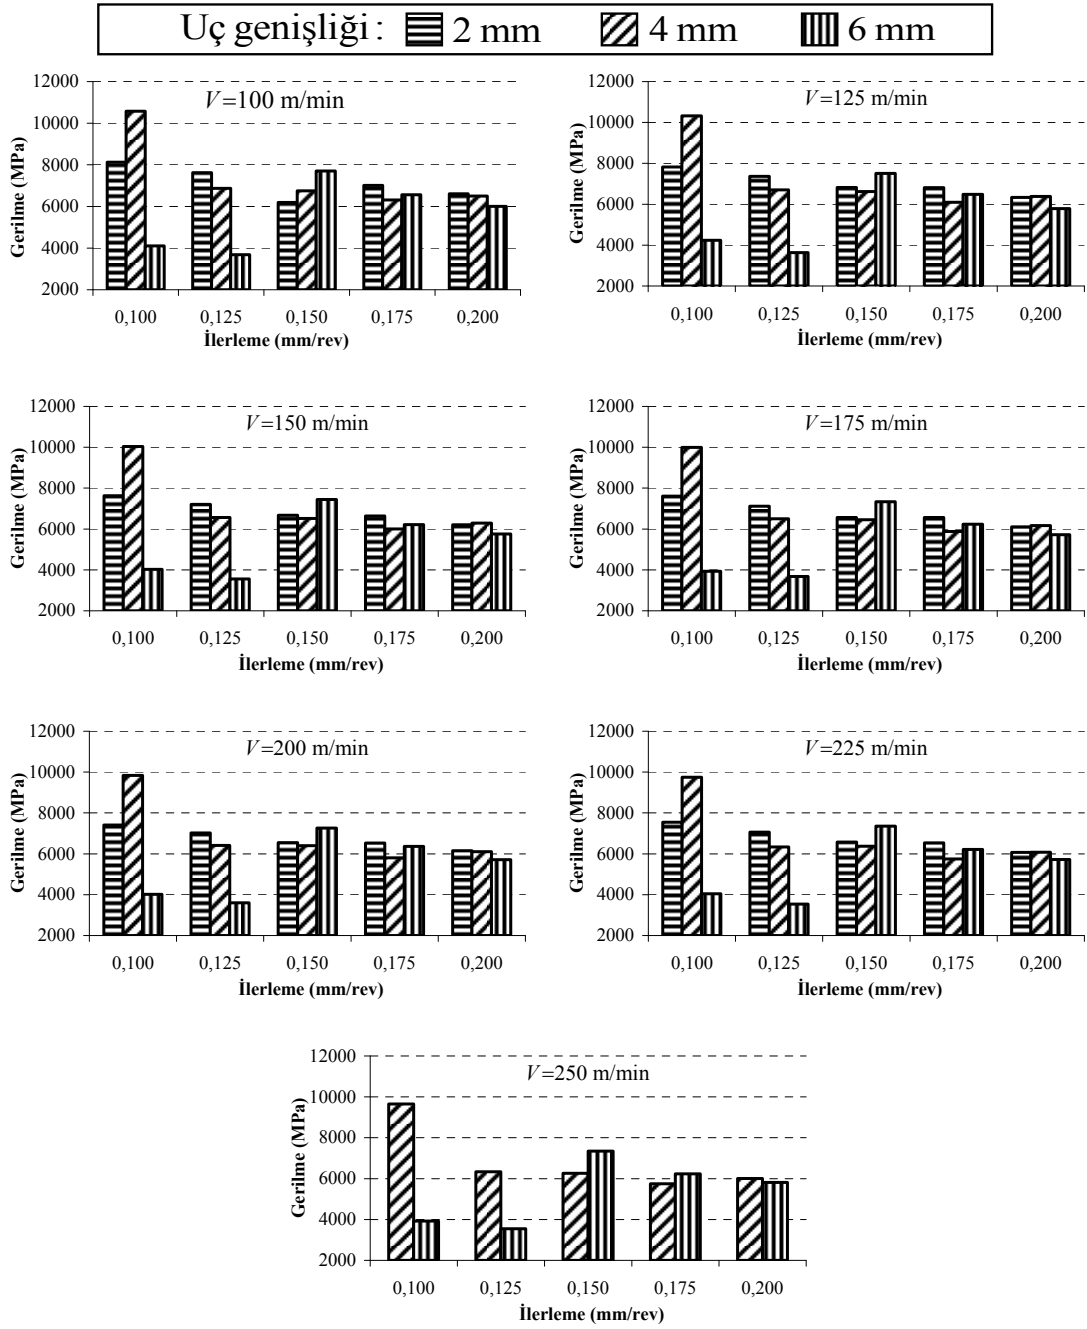 Uç genişliği : 2 mm 4 mm 6 mm
V=100 m/min
Gerilme (MPa)
12000
10000
8000
6000
4000
2000
0,100 0,125 0,150 0,175 0,200
İlerleme (mm/rev)
V=125 m/min
Gerilme (MPa)
12000
10000
8000
6000
4000
2000
0,100 0,125 0,150 0,175 0,200
İlerleme (mm/rev)
V=150 m/min
Gerilme (MPa)
12000
10000
8000
6000
4000
2000
0,100 0,125 0,150 0,175 0,200
İlerleme (mm/rev)
V=175 m/min
Gerilme (MPa)
12000
10000
8000
6000
4000
2000
0,100 0,125 0,150 0,175 0,200
İlerleme (mm/rev)
V=200 m/min
Gerilme (MPa)
12000
10000
8000
6000
4000
2000
0,100 0,125 0,150 0,175 0,200
İlerleme (mm/rev)
V=225 m/min
Gerilme (MPa)
12000
10000
8000
6000
4000
2000
0,100 0,125 0,150 0,175 0,200
İlerleme (mm/rev)
V=250 m/min
Gerilme (MPa)
12000
10000
8000
6000
4000
2000
0,100 0,125 0,150 0,175 0,200
İlerleme (mm/rev)